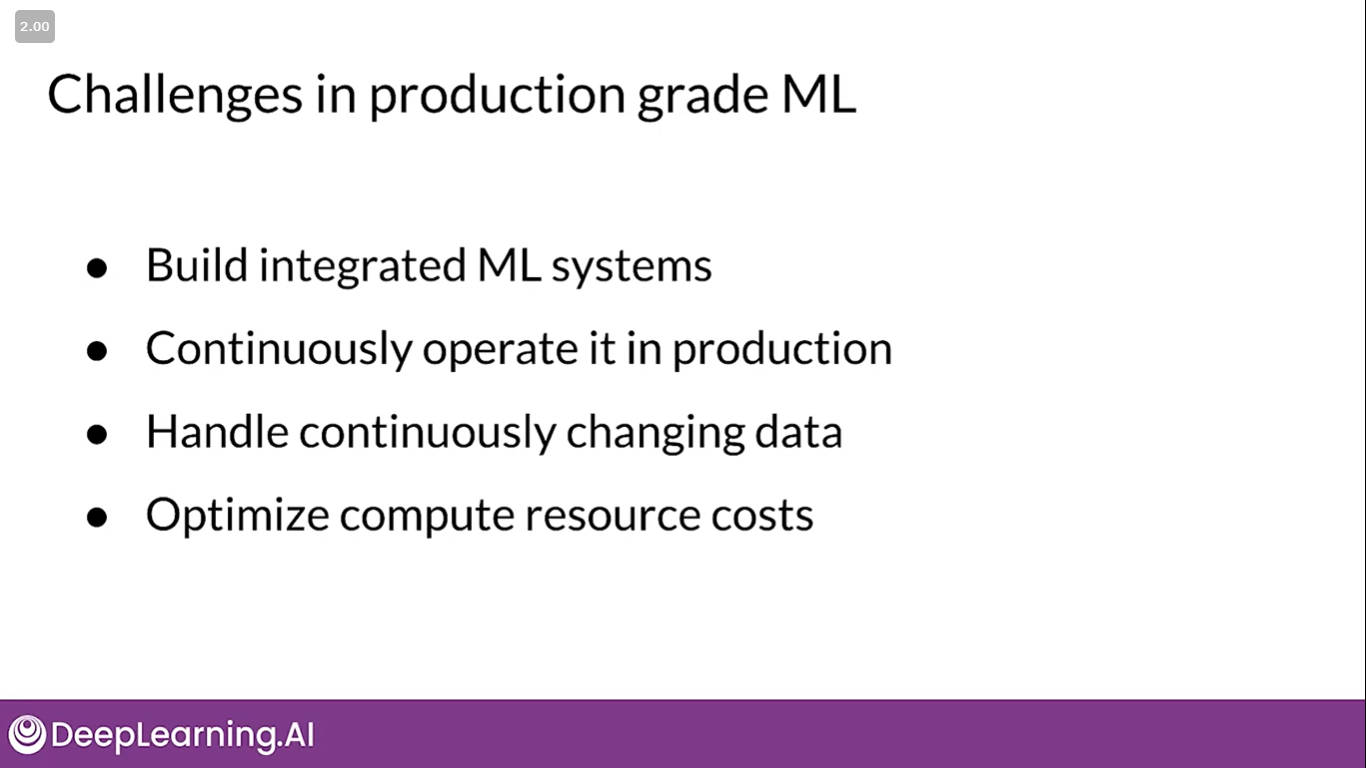 2.00
Challenges in production grade ML
● Build integrated ML systems
● Continuously operate it in production
● Handle continuously changing data
● Optimize compute resource costs
DeepLearning.AI